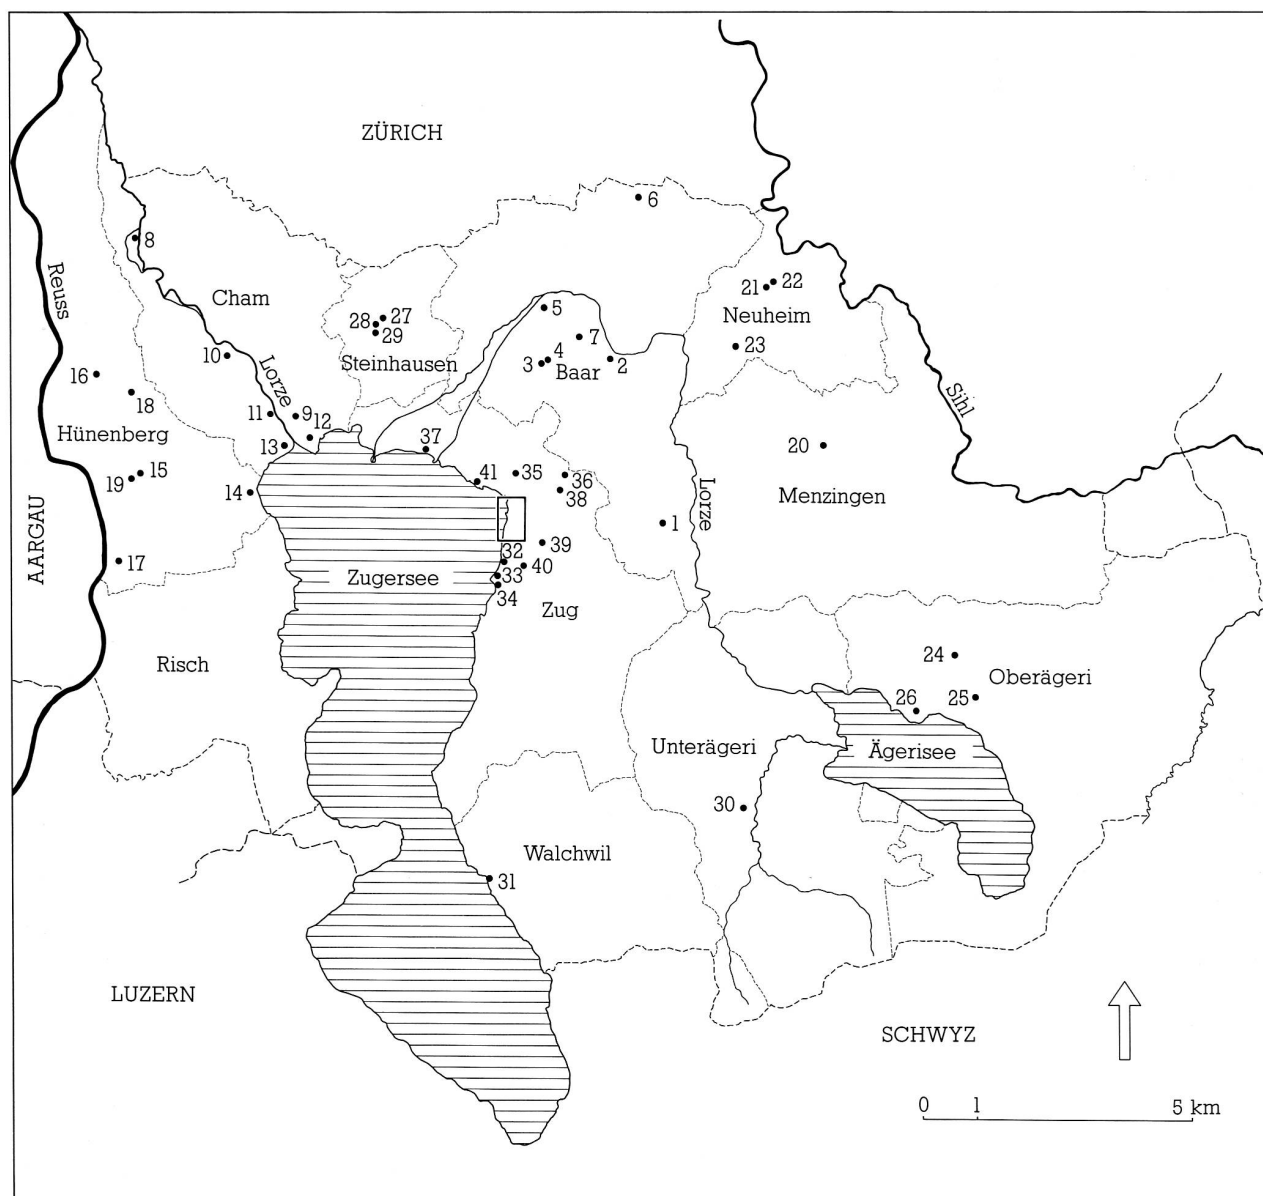 ZÜRICH
6
8
Reuss
Cham
22
21
Neuheim
28 27
29
Steinhausen
5
7
4
3
Baar
2
23
10
Lorze
16
18
11
9
12
13
Hünenberg
37
Sihl
20
15
19
14
41
35
36
38
Lorze
Menzingen
1
AARGAU
17
39
32
40
33
34
Zugersee
Zug
Risch
24
Oberägeri
26
25
Unterägeri
Ägerisee
30
Walchwil
31
LUZERN
SCHWYZ
0 1 5 km